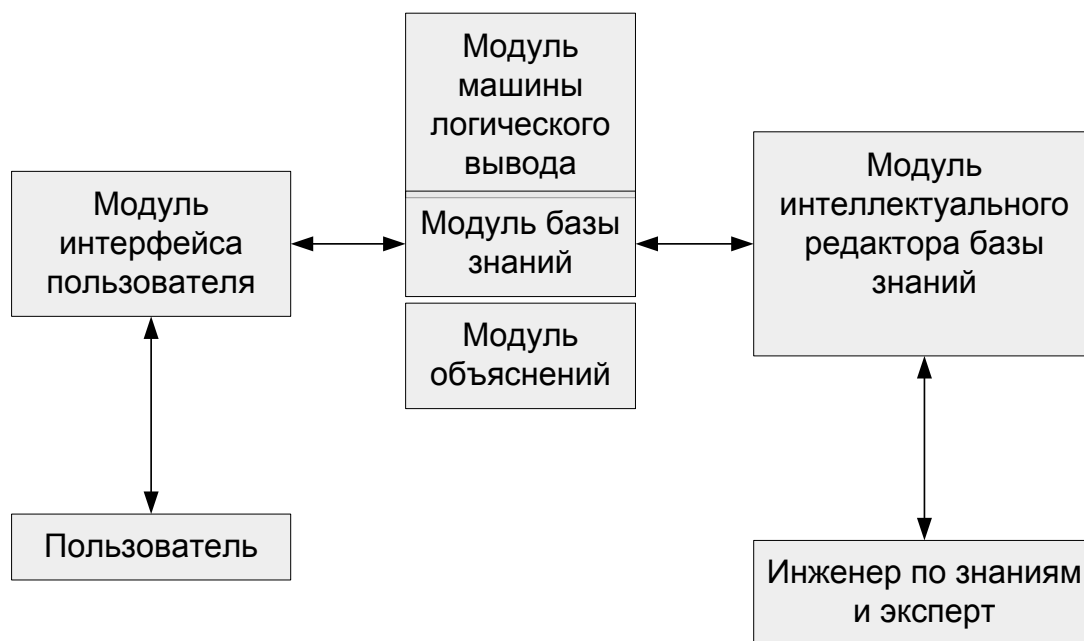 Модуль
машины
логического
вывода
Модуль
интерфейса
пользователя
Модуль базы
знаний
Модуль
интеллектуального
редактора базы
знаний
Модуль
объяснений
Пользователь
Инженер по знаниям
и эксперт